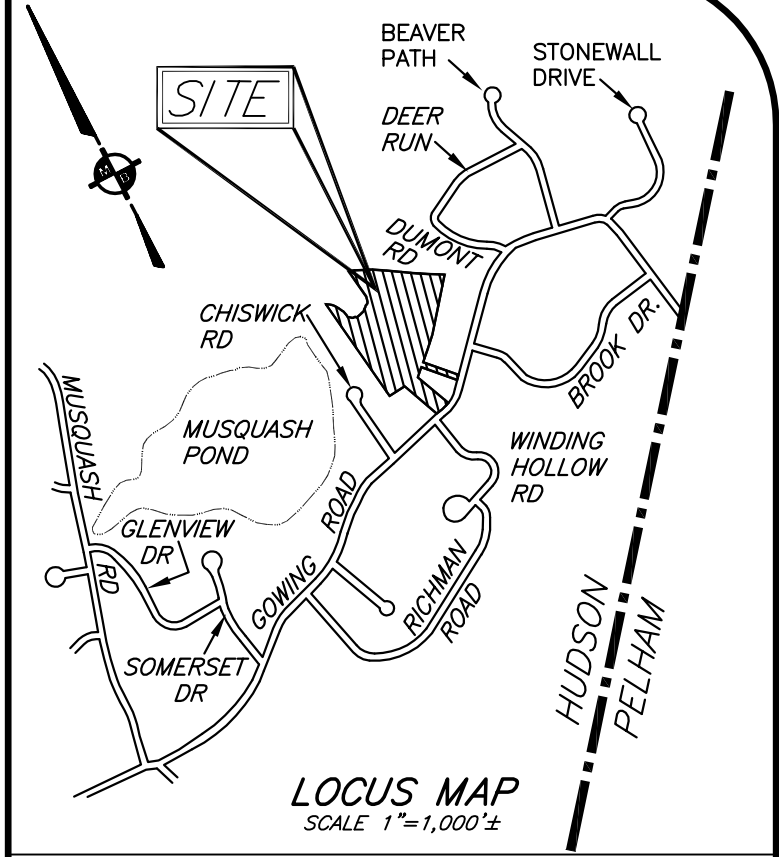 BEAVER
PATH
STONEWALL
DRIVE
SITE
DEER
RUN
M
B
DUMONT
RD
CHISWICK
RD
BROOK DR.
MUSQUASH
RD
MUSQUASH
POND
WINDING
HOLLOW
RD
GLENVIEW
DR
GOWING
ROAD
RICHMAN
ROAD
SOMERSET
DR
HUDSON
PELHAM
LOCUS MAP
SCALE 1"=1,000'±